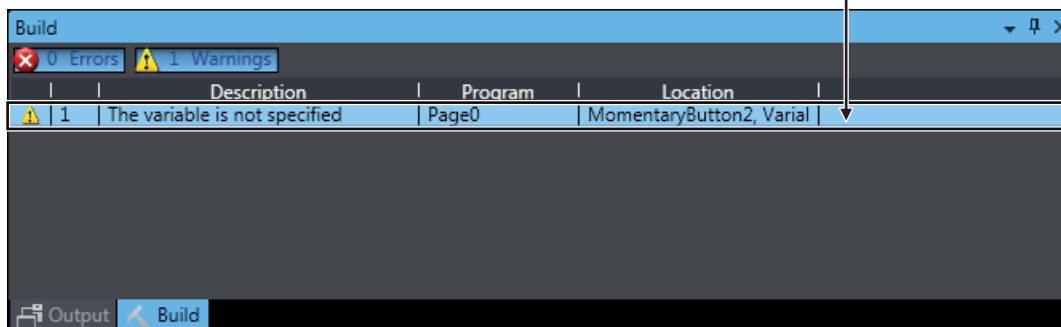 Build
0 Errors 1 Warnings
Description Program Location
1 The variable is not specified Page0 MomentaryButton2, Varial
Output Build